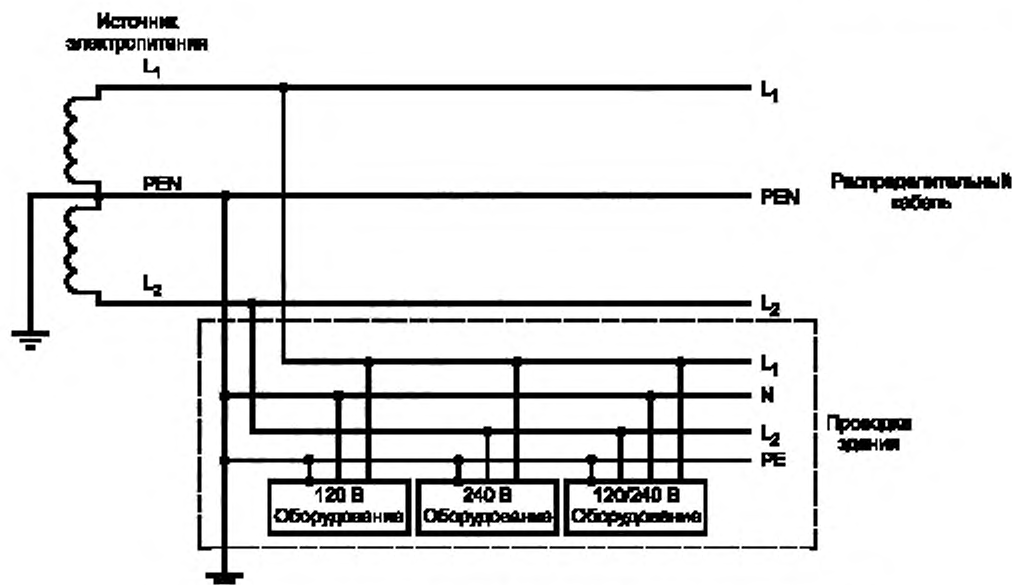 Источник
электропитания
L1
L1
PEN
PEN
Распределительный
кабель
L2
L2
L1
N
L2
Проводка
здания
PE
120 В
Оборудование
240 В
Оборудование
120/240 В
Оборудование